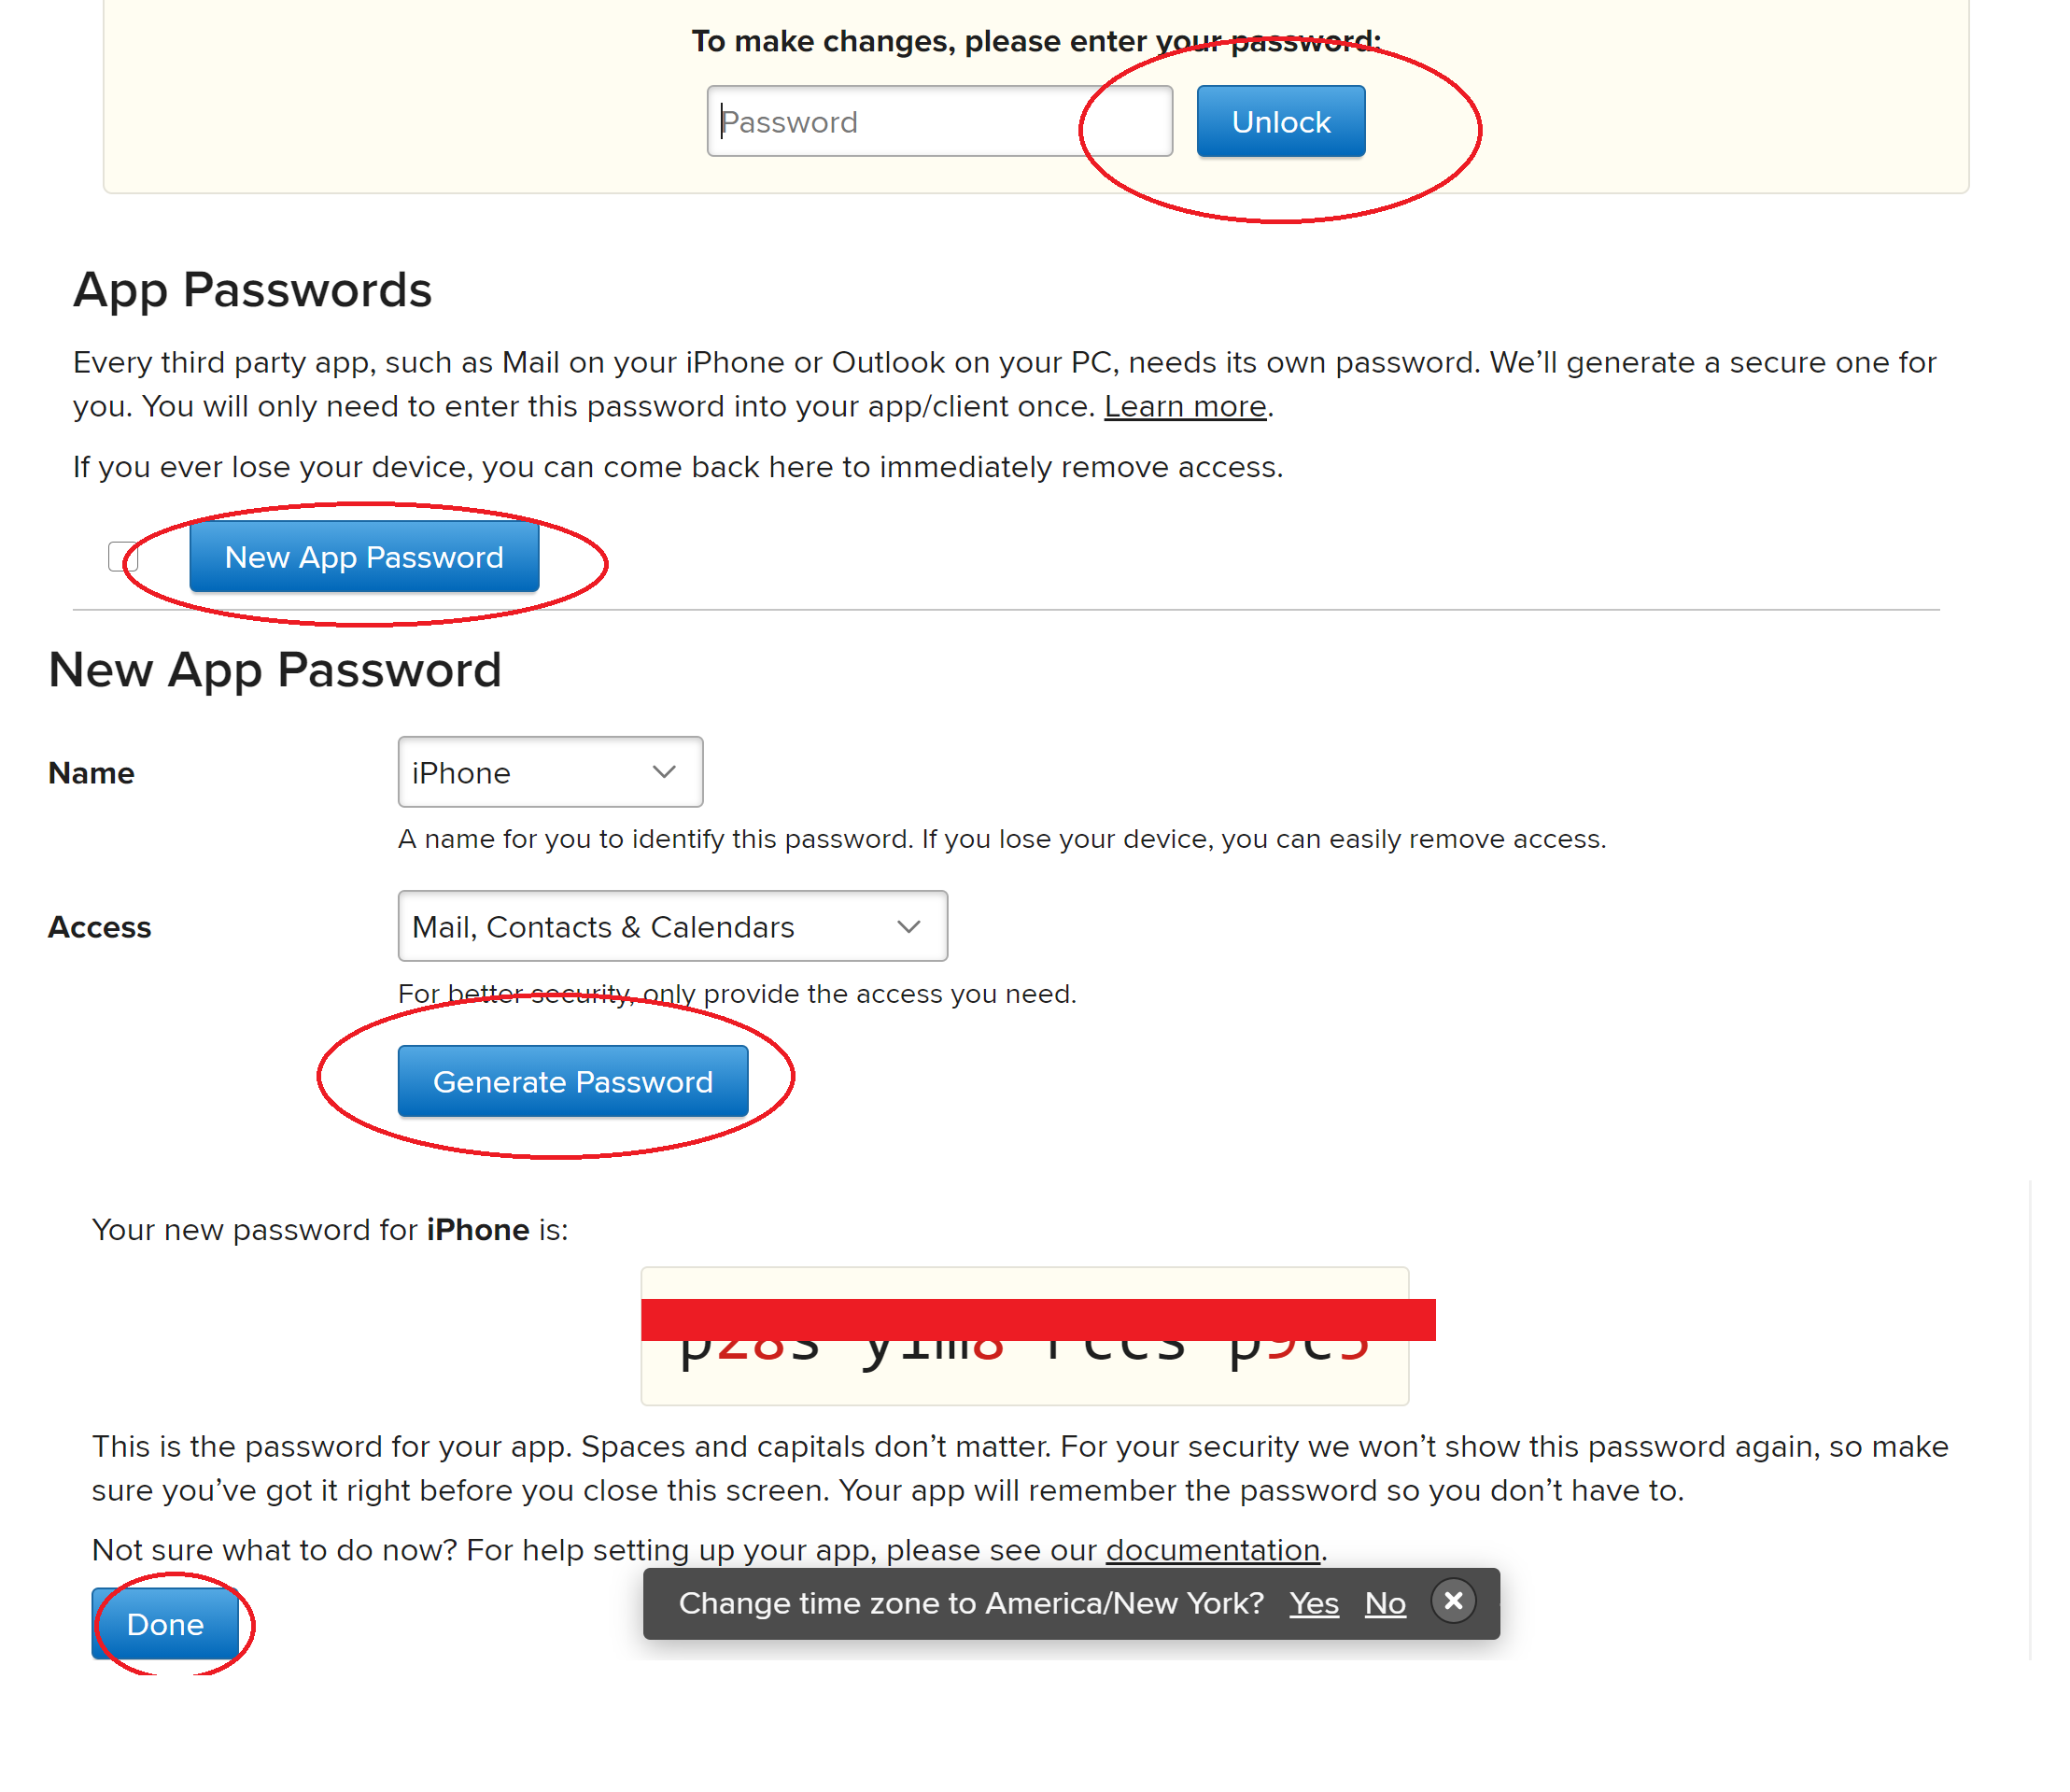 To make changes, please enter your password:
Password
Unlock
App Passwords
Every third party app, such as Mail on your iPhone or Outlook on your PC, needs its own password. We’ll generate a secure one for
you. You will only need to enter this password into your app/client once. Learn more.
If you ever lose your device, you can come back here to immediately remove access.
New App Password
New App Password
Name
iPhone
A name for you to identify this password. If you lose your device, you can easily remove access.
Access
Mail, Contacts & Calendars
For better security, only provide the access you need.
Generate Password
Your new password for iPhone is:
This is the password for your app. Spaces and capitals don’t matter. For your security we won’t show this password again, so make
sure you’ve got it right before you close this screen. Your app will remember the password so you don’t have to.
Not sure what to do now? For help setting up your app, please see our documentation.
Change time zone to America/New York? Yes No
Done